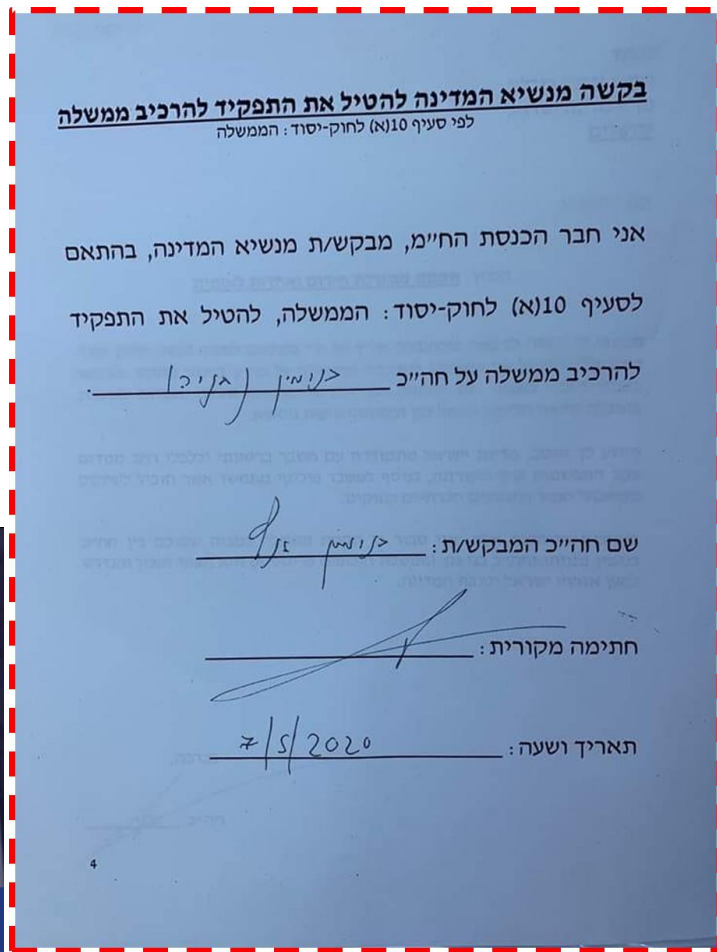 בקשה מנשיא המדינה להטיל את התפקיד להרכיב ממשלה
לפי סעיף 10(א) לחוק-יסוד: הממשלה
אני חבר הכנסת הח״מ, מבקש/ת מנשיא המדינה, בהתאם
לסעיף 10(א) לחוק-יסוד: הממשלה, להטיל את התפקיד
להרכיב ממשלה על חה״כ בנימין נתניהו.
שם חה״כ המבקש/ת: בנימין גנץ
חתימה מקורית:
תאריך ושעה: 7/5/2020
4